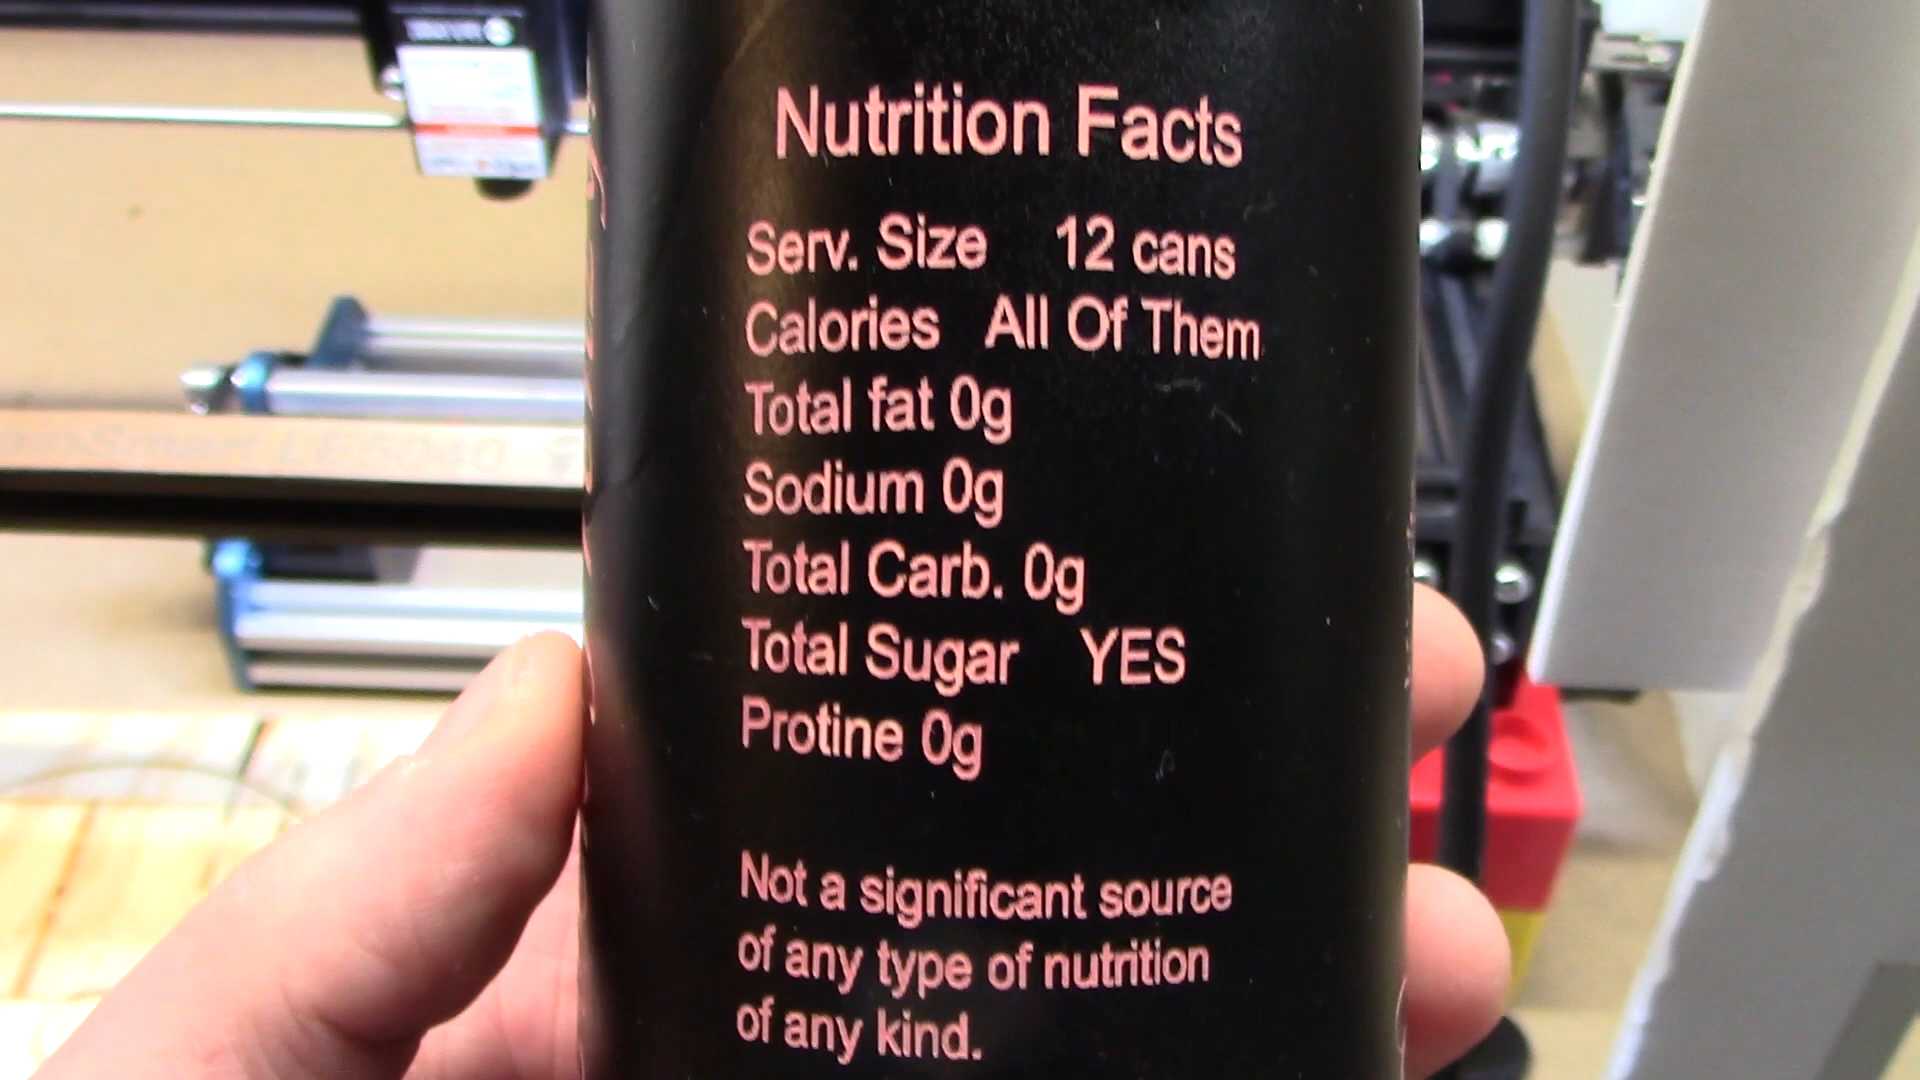 Nutrition Facts
Serv. Size 12 cans
Calories All Of Them
Total fat 0g
Sodium 0g
Total Carb. 0g
Total Sugar YES
Protine 0g
Not a significant source
of any type of nutrition
of any kind.